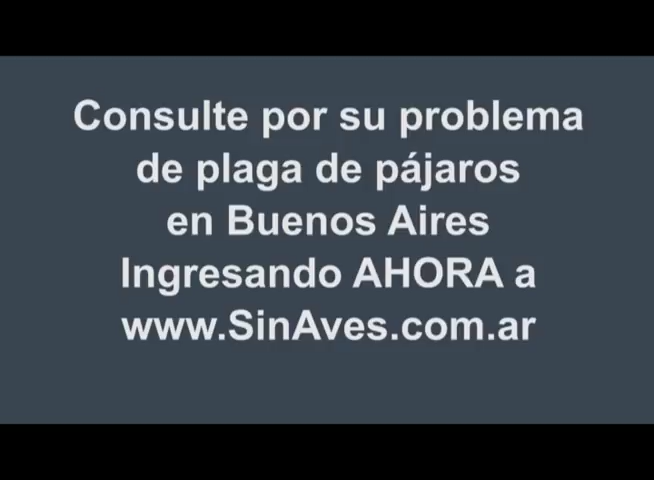 Consulte por su problema
de plaga de pájaros
en Buenos Aires
Ingresando AHORA a
www.SinAves.com.ar